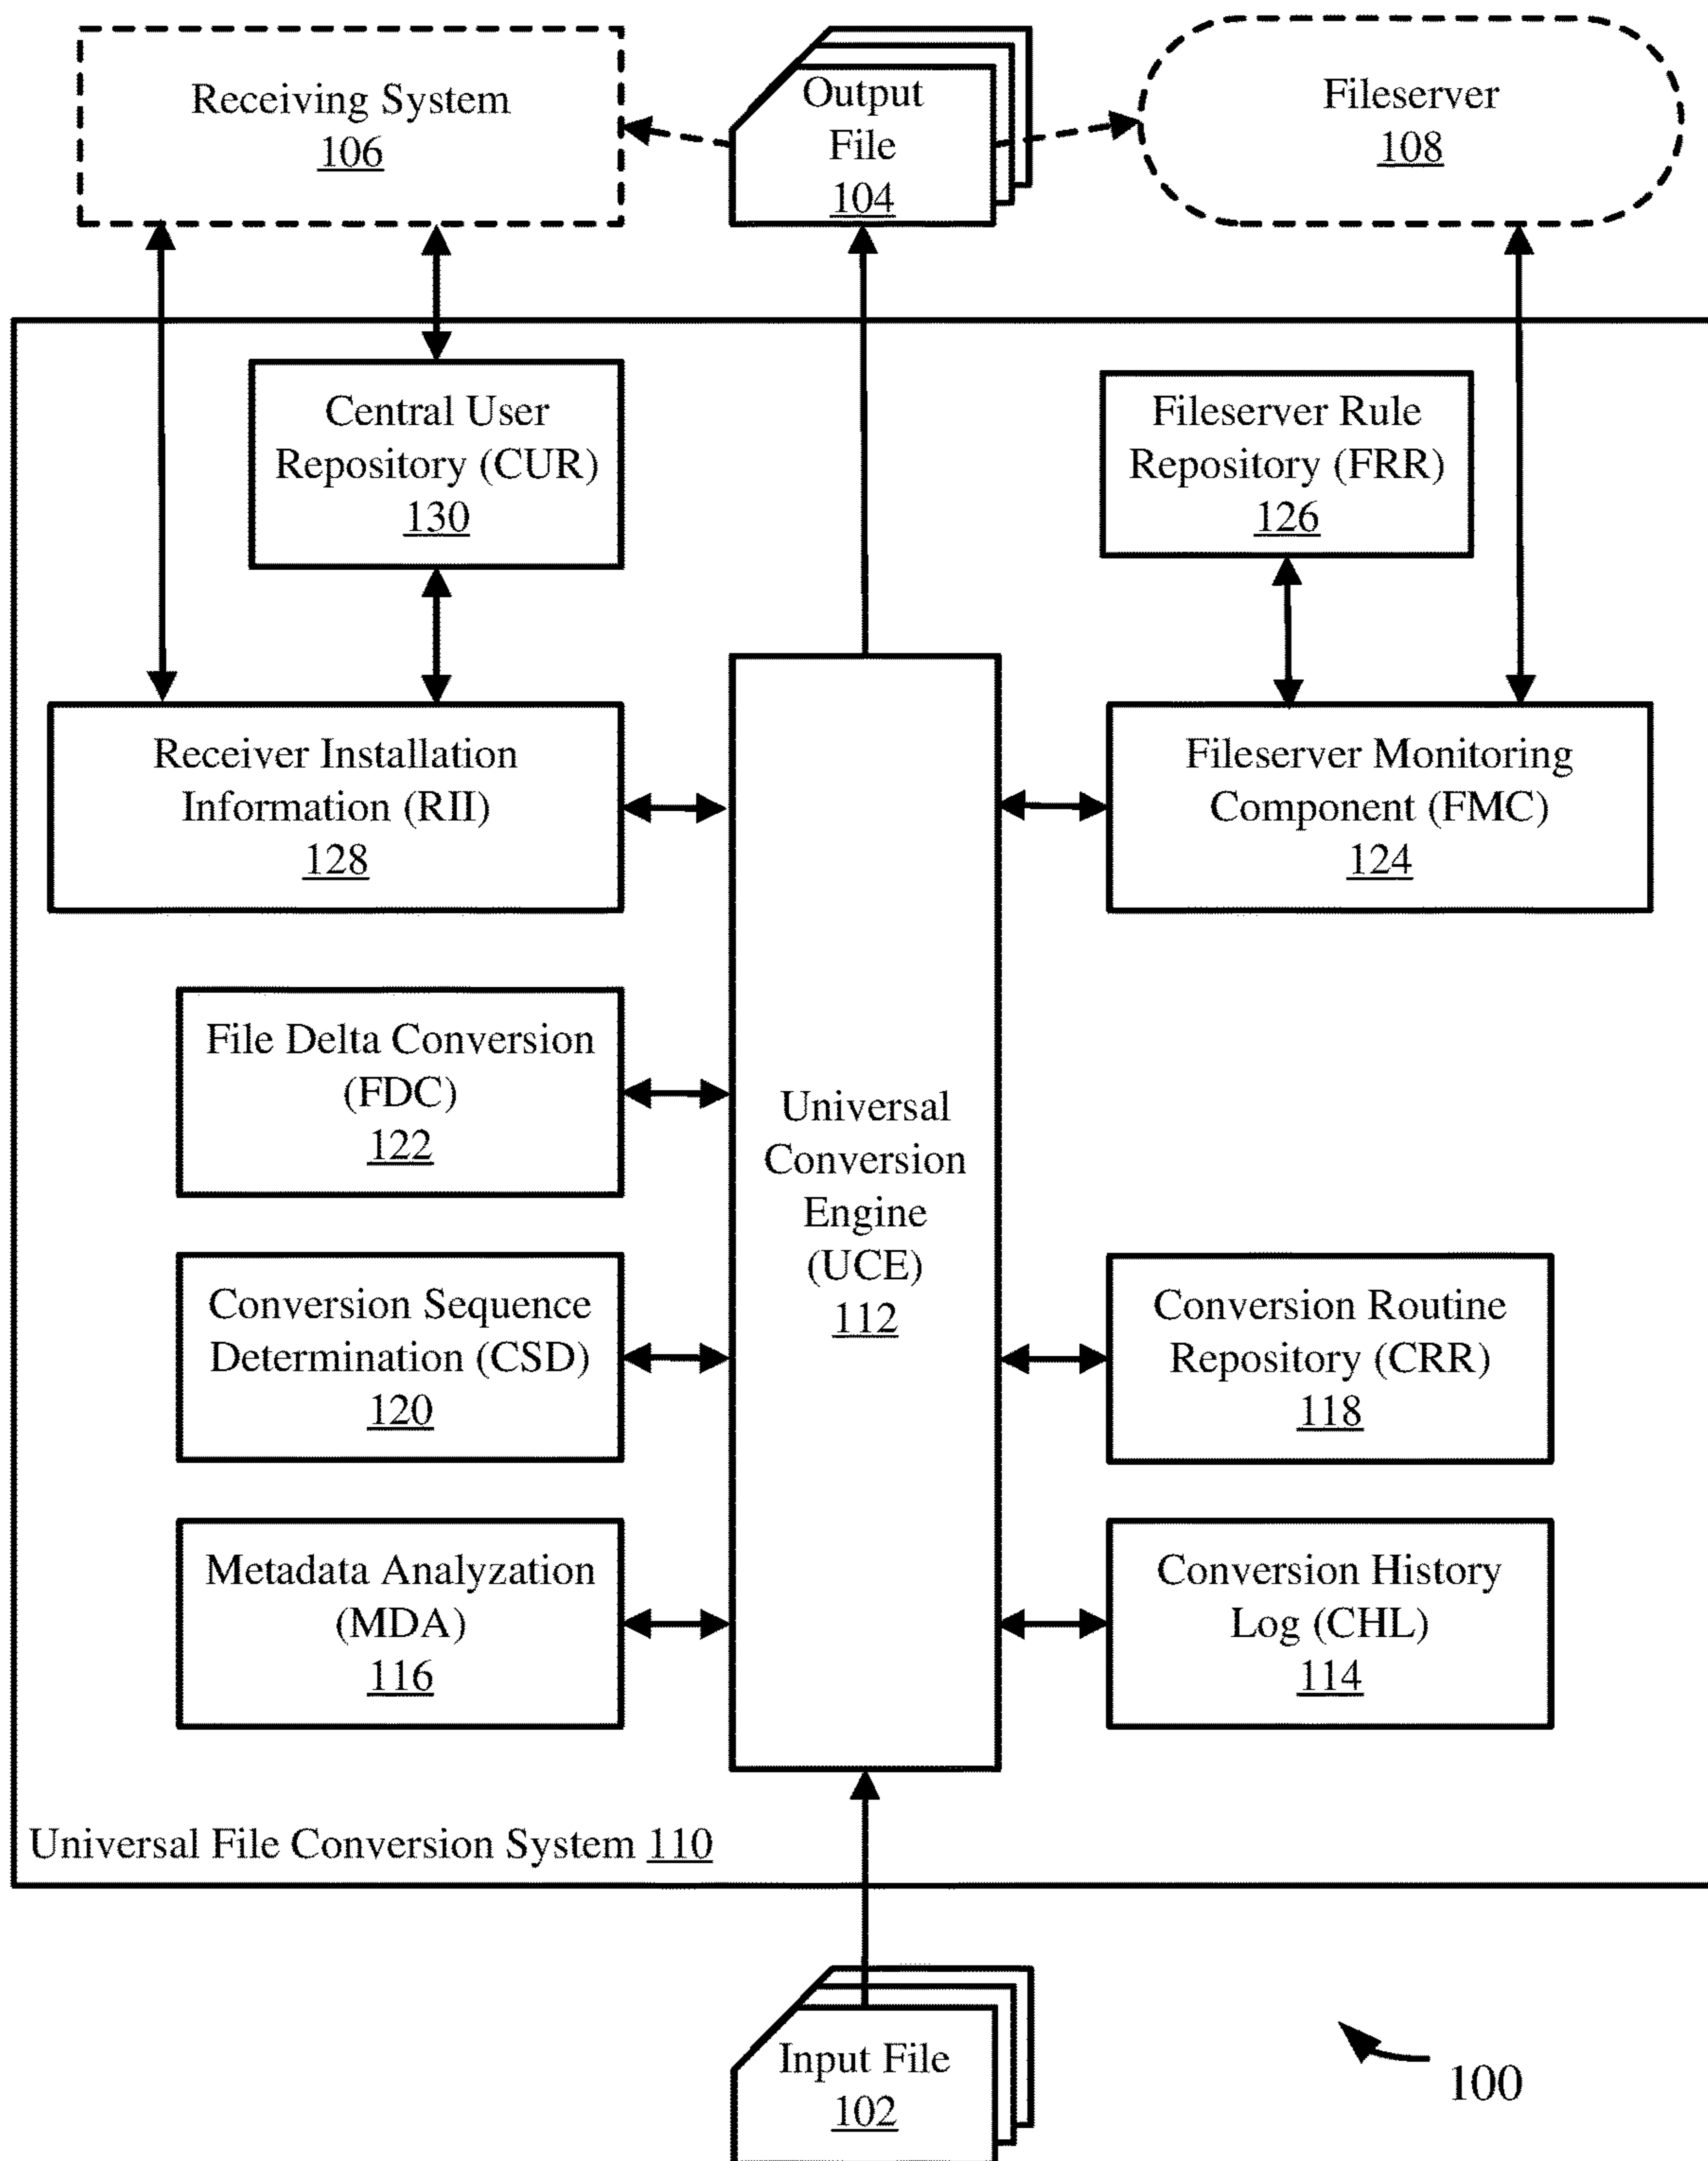 Receiving System
106
Output
File
104
Fileserver
108
Central User
Repository (CUR)
130
Fileserver Rule
Repository (FRR)
126
Receiver Installation
Information (RII)
128
Fileserver Monitoring
Component (FMC)
124
File Delta Conversion
(FDC)
122
Universal
Conversion
Engine
(UCE)
112
Conversion Sequence
Determination (CSD)
120
Conversion Routine
Repository (CRR)
118
Metadata Analyzation
(MDA)
116
Conversion History
Log (CHL)
114
Universal File Conversion System 110
Input File
102
100